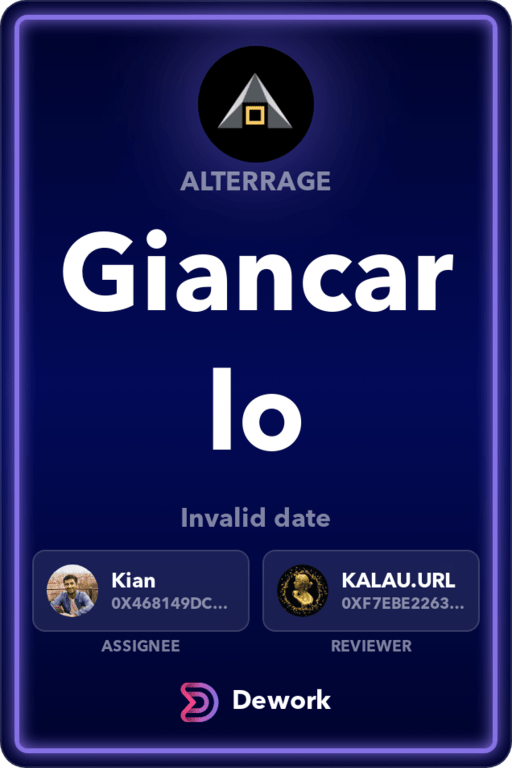 ALTERRAGE
Giancar
lo
Invalid date
Kian
0X468149DC...
ASSIGNEE
KALAU.URL
0XF7EBE2263...
REVIEWER
Dework